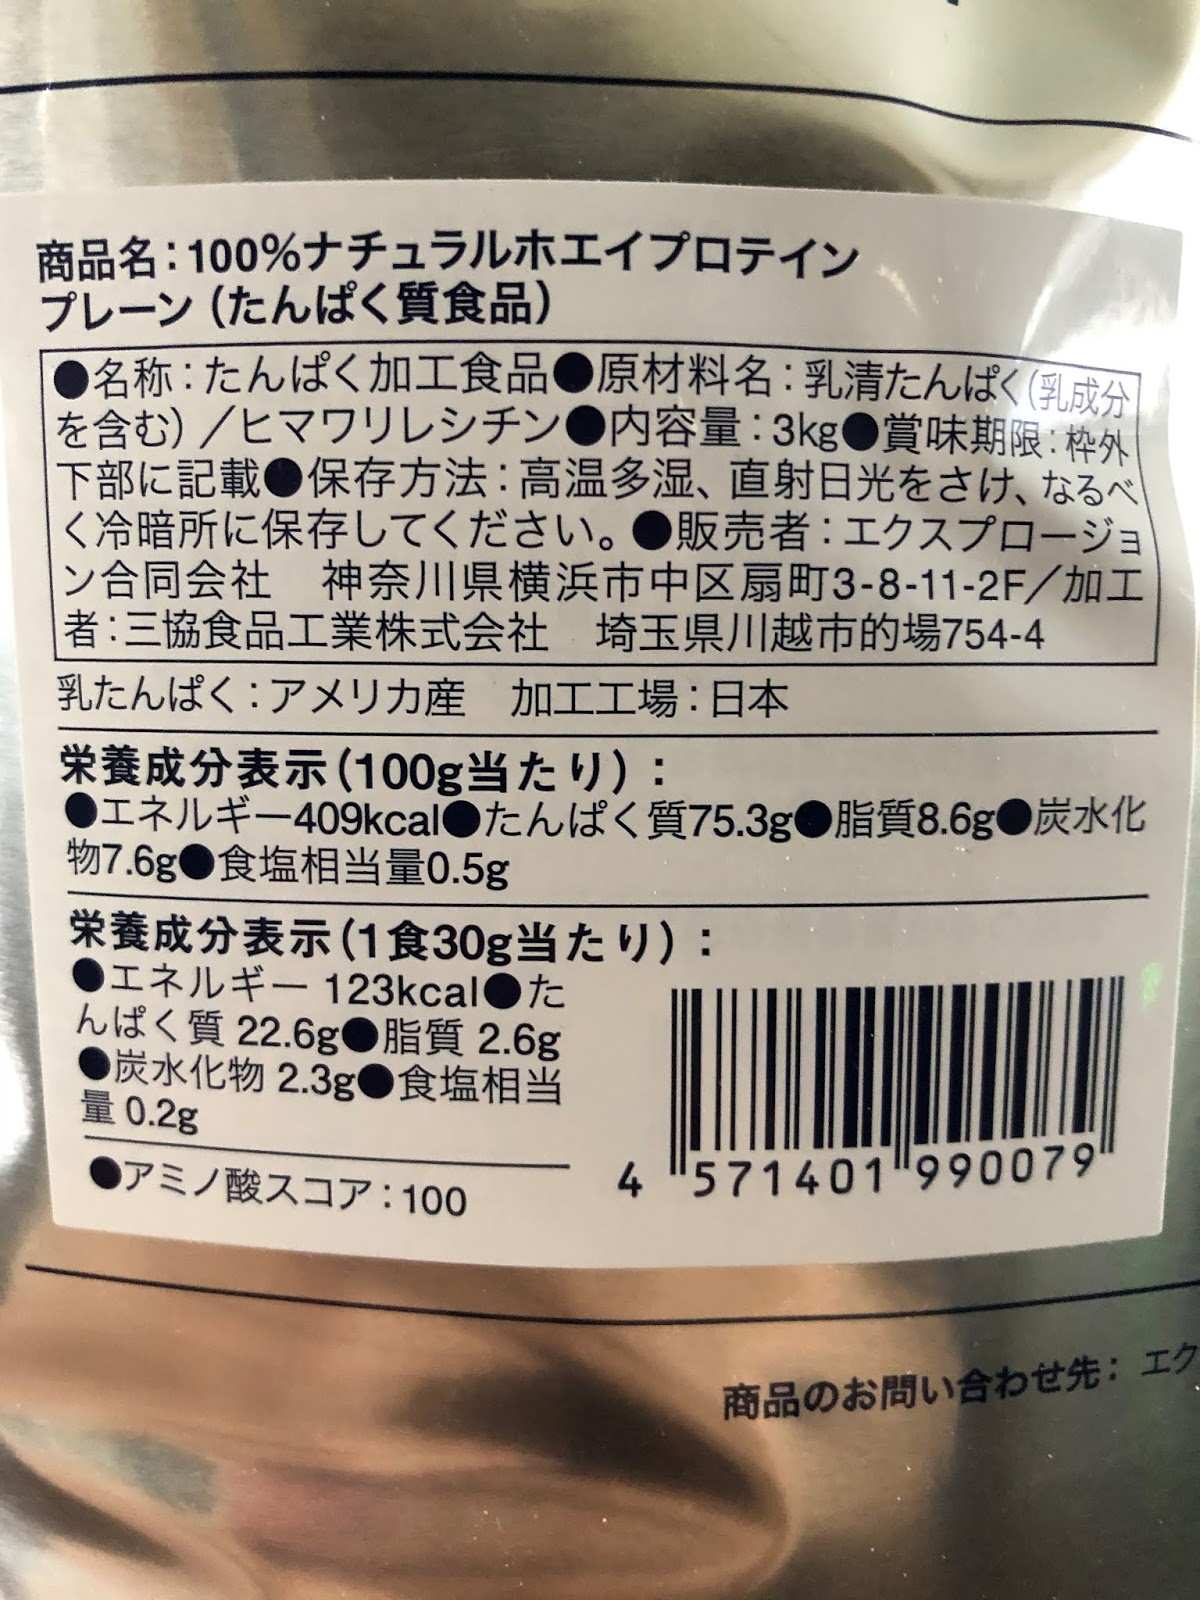 商品名：100%ナチュラルホエイプロテイン
プレーン（たんぱく質食品）
●名称：たんぱく加工食品●原材料名：乳清たんぱく（乳成分
を含む）／ヒマワリレシチン●内容量：3kg●賞味期限：枠外
下部に記載●保存方法：高温多湿、直射日光をさけ、なるべ
く冷暗所に保存してください。●販売者：エクスプロージョ
ン合同会社　神奈川県横浜市中区扇町3-8-11-2F／加工
者：三協食品工業株式会社　埼玉県川越市的場754-4
乳たんぱく：アメリカ産　加工工場：日本
栄養成分表示（100g当たり）：
●エネルギー409kcal●たんぱく質75.3g●脂質8.6g●炭水化
物7.6g●食塩相当量0.5g
栄養成分表示（1食30g当たり）：
●エネルギー 123kcal●た
んぱく質 22.6g●脂質 2.6g
●炭水化物 2.3g●食塩相当
量 0.2g
●アミノ酸スコア：100
4 571401 990079
商品のお問い合わせ先： エク